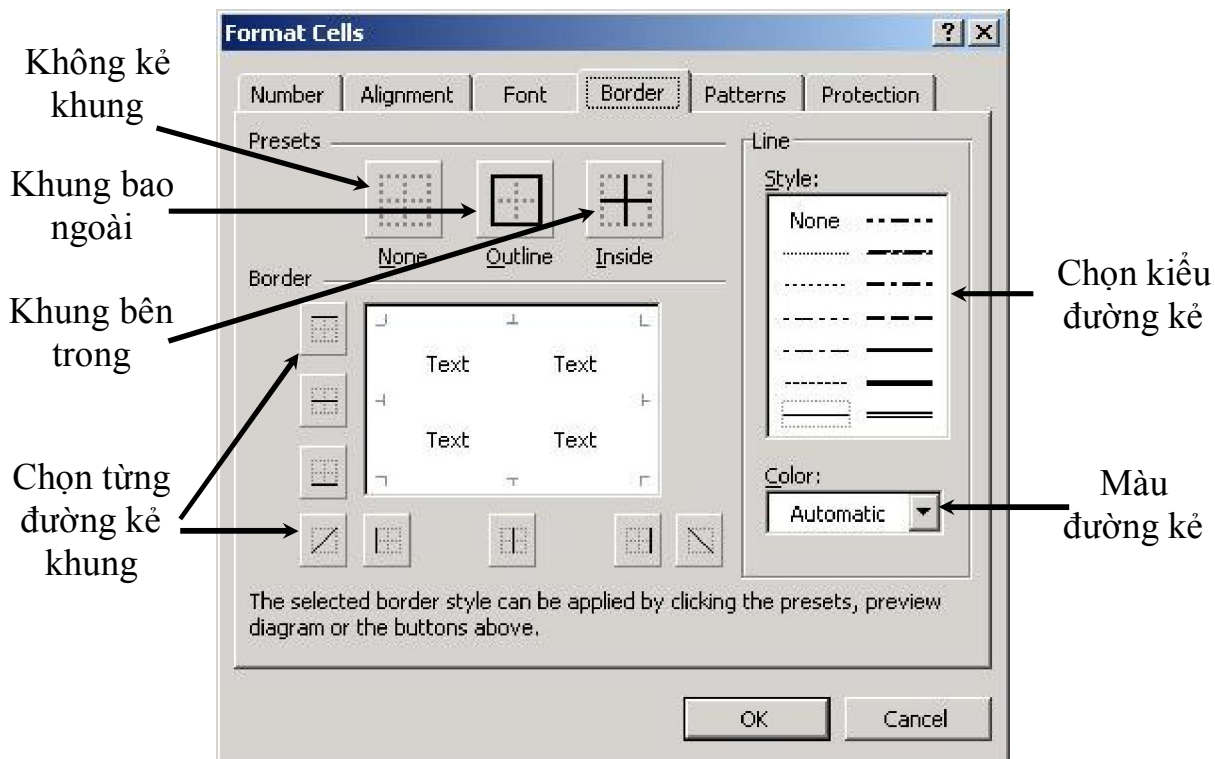 Format Cells
Không kẻ
khung
Number Alignment Font Border Patterns Protection
Presets
Line
Khung bao
ngoài
None Outline Inside
Style:
None
Border
Khung bên
trong
Text Text
Text Text
Chọn kiểu
đường kẻ
Chọn từng
đường kẻ
khung
Color:
Automatic
Màu
đường kẻ
The selected border style can be applied by clicking the presets, preview
diagram or the buttons above.
OK Cancel